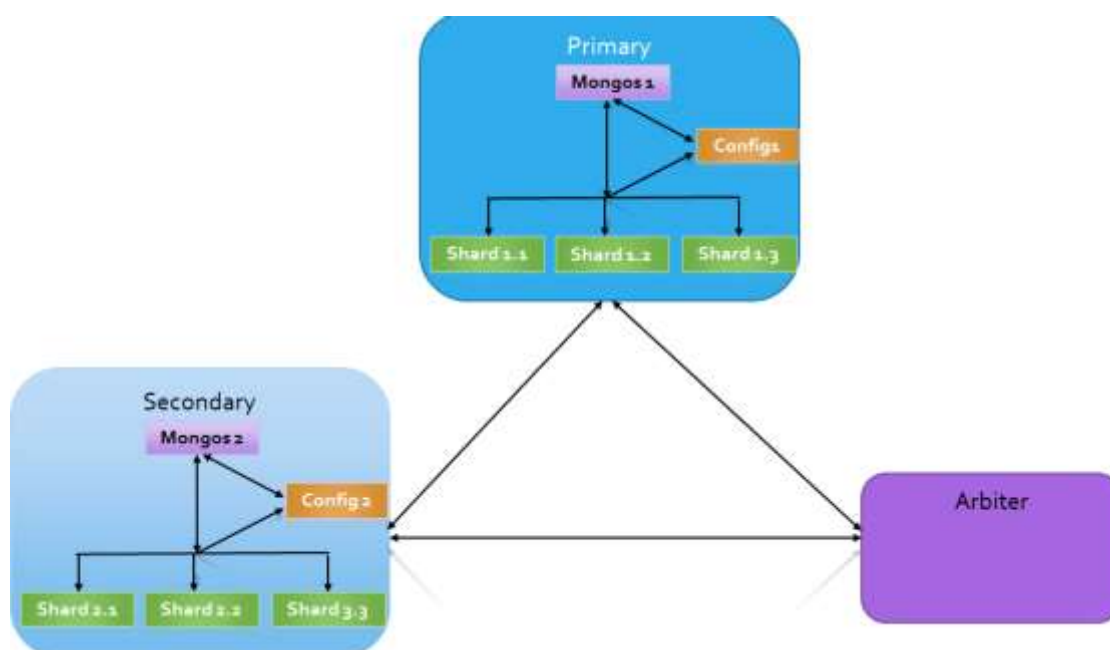 Primary
Mongos 1
Config1
Shard 1.1
Shard 1.2
Shard 1.3
Secondary
Mongos 2
Config 2
Shard 2.1
Shard 2.2
Shard 3.3
Arbiter